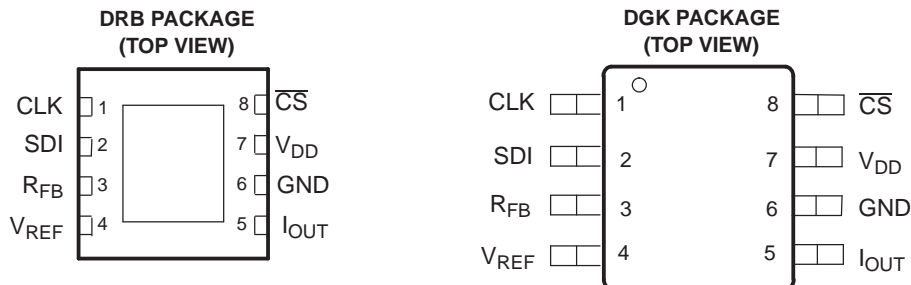 DRB PACKAGE
(TOP VIEW)
CLK 1 8 C̅S̅
SDI 2 7 VDD
RFB 3 6 GND
VREF 4 5 IOUT
DGK PACKAGE
(TOP VIEW)
CLK 1 8 C̅S̅
SDI 2 7 VDD
RFB 3 6 GND
VREF 4 5 IOUT